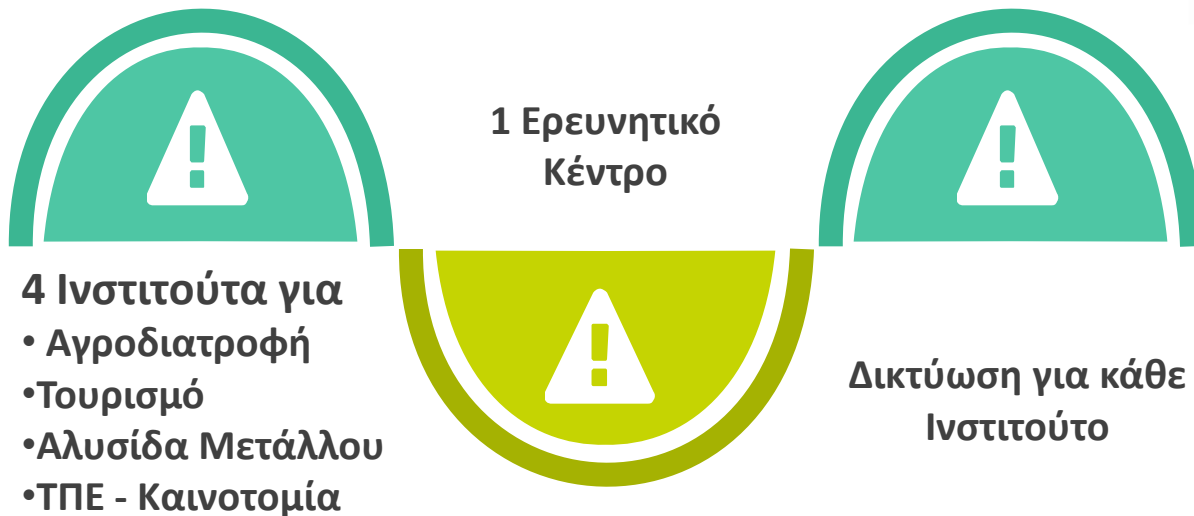 4 Ινστιτούτα για
• Αγροδιατροφή
•Τουρισμό
•Αλυσίδα Μετάλλου
•ΤΠΕ - Καινοτομία
1 Ερευνητικό
Κέντρο
Δικτύωση για κάθε
Ινστιτούτο